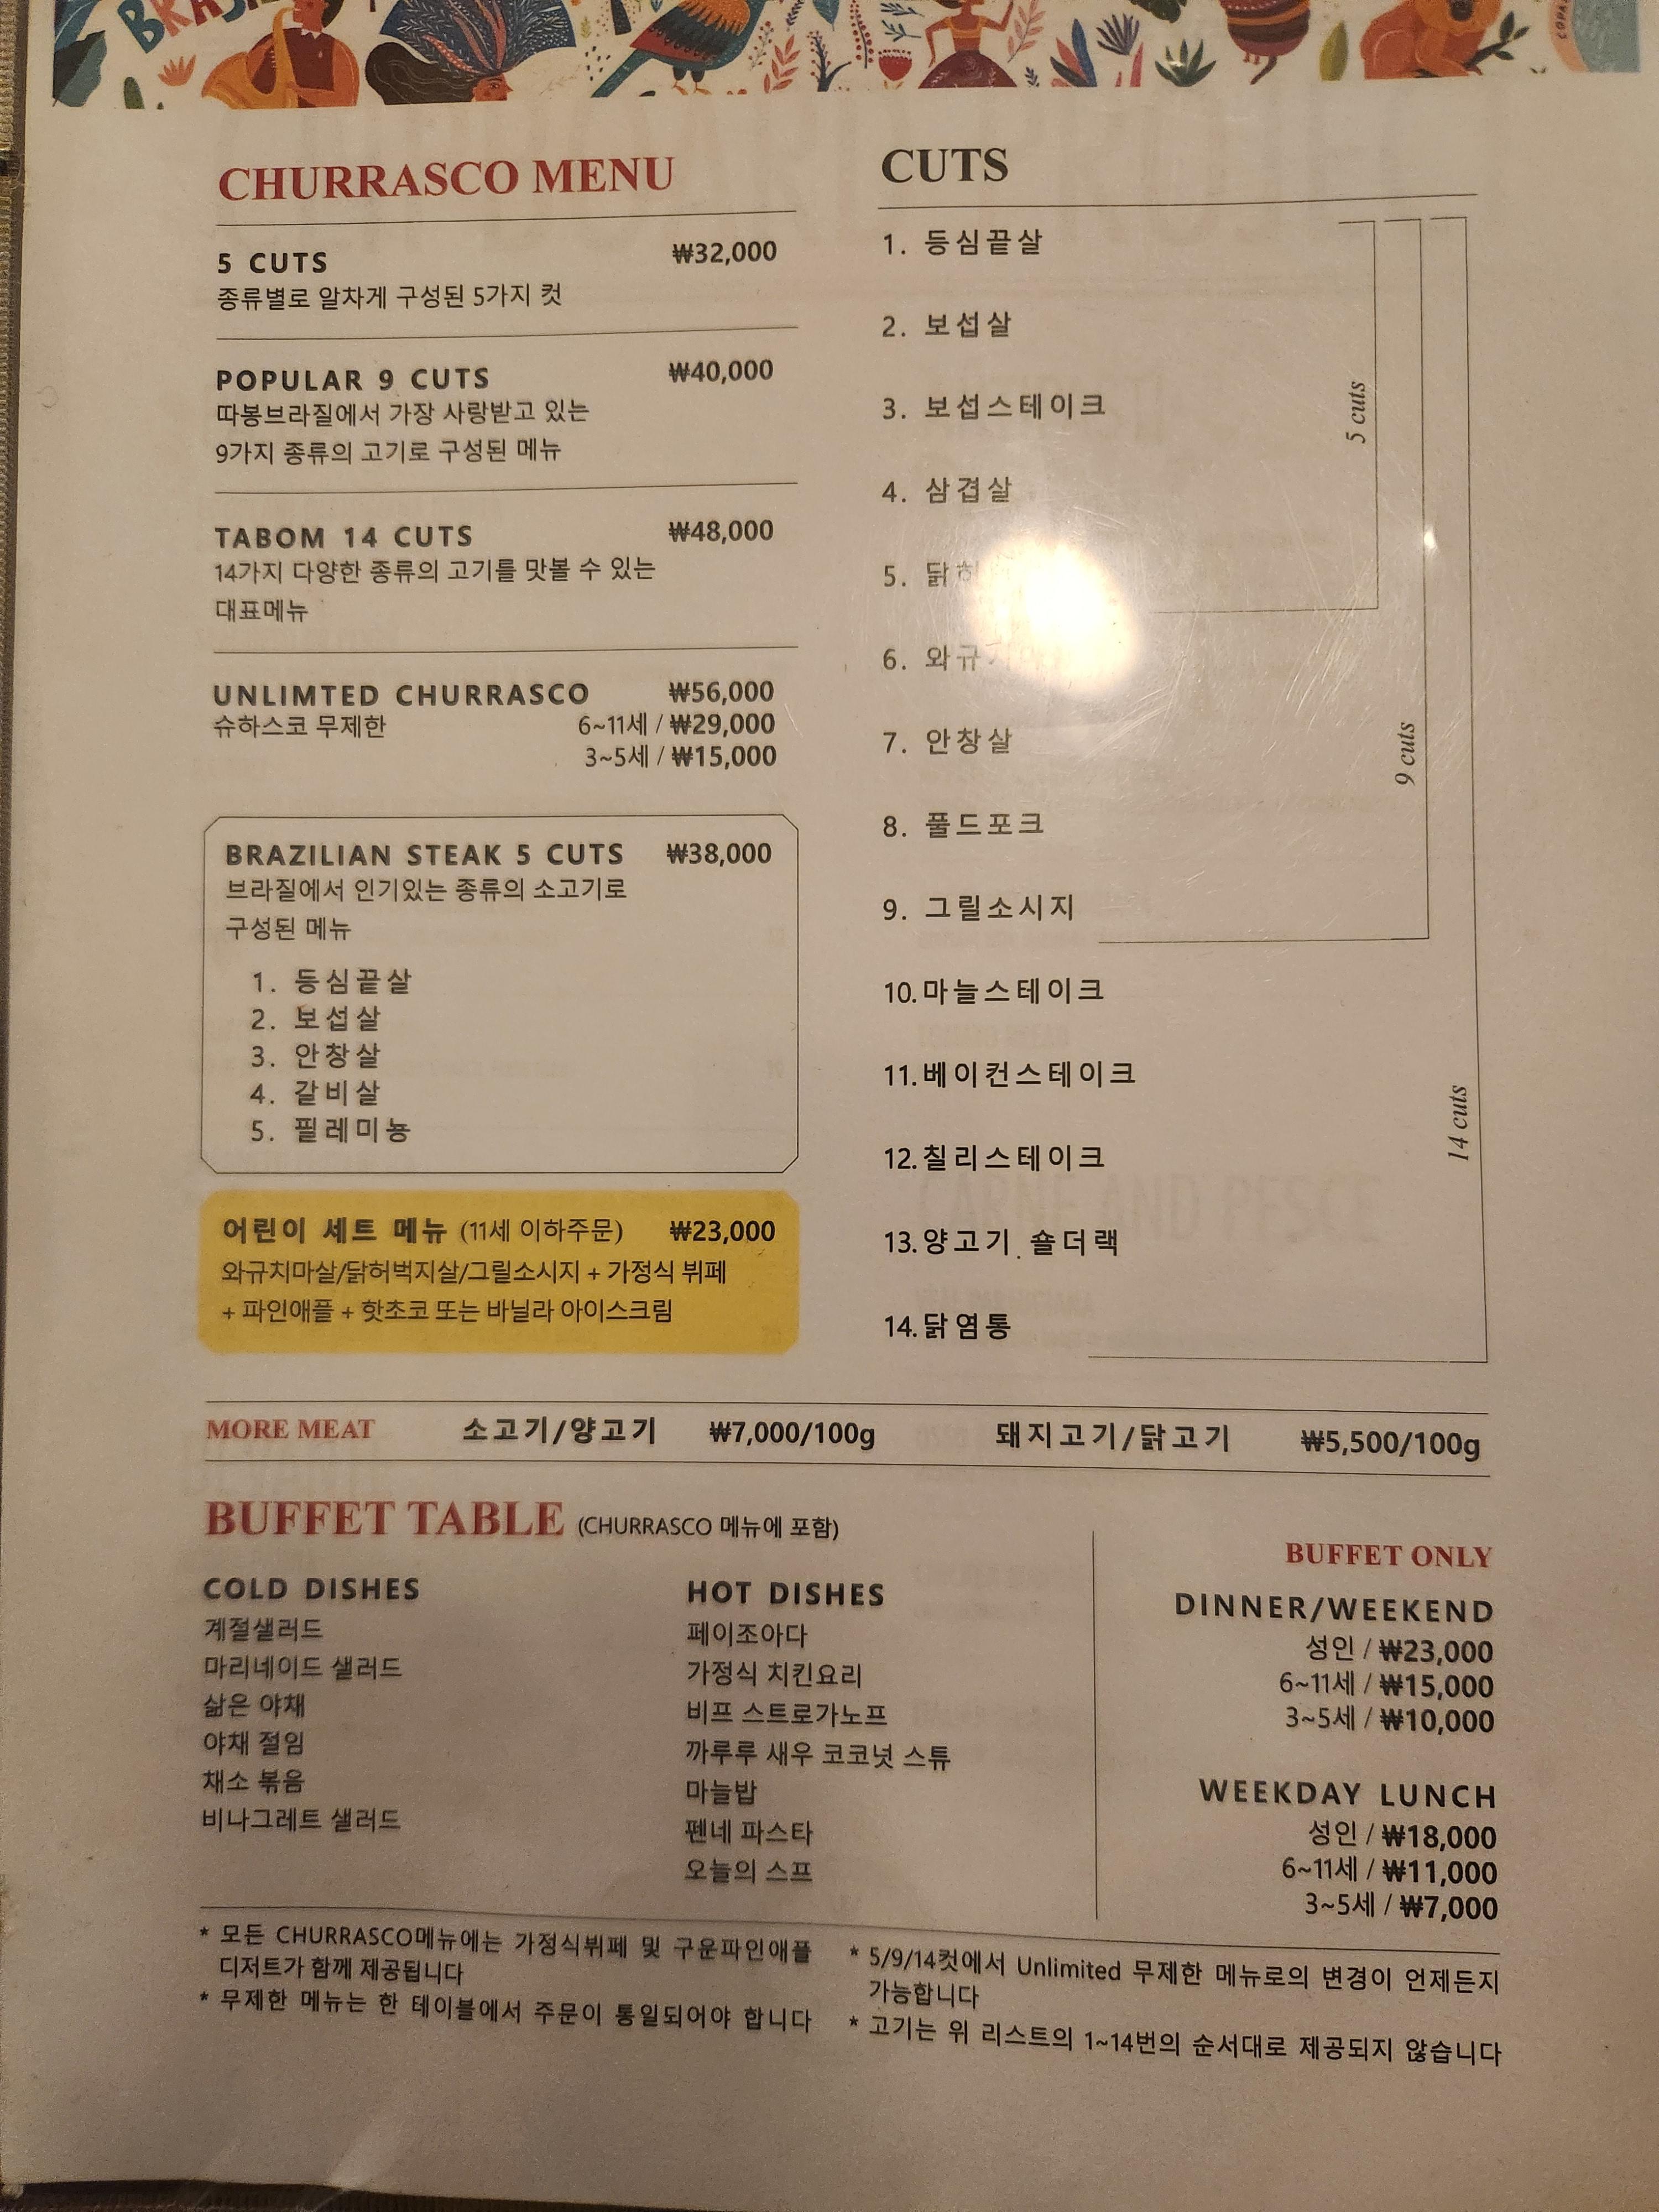 BRASIL
CHURRASCO MENU
5 CUTS ₩32,000
종류별로 알차게 구성된 5가지 컷
POPULAR 9 CUTS ₩40,000
따봉브라질에서 가장 사랑받고 있는
9가지 종류의 고기로 구성된 메뉴
TABOM 14 CUTS ₩48,000
14가지 다양한 종류의 고기를 맛볼 수 있는
대표메뉴
UNLIMTED CHURRASCO ₩56,000
슈하스코 무제한 6~11세 / ₩29,000
3~5세 / ₩15,000
BRAZILIAN STEAK 5 CUTS ₩38,000
브라질에서 인기있는 종류의 소고기로
구성된 메뉴
1. 등심끝살
2. 보섭살
3. 안창살
4. 갈비살
5. 필레미뇽
어린이 세트 메뉴 (11세 이하주문) ₩23,000
와규치마살/닭허벅지살/그릴소시지 + 가정식 뷔페
+ 파인애플 + 핫초코 또는 바닐라 아이스크림
CUTS
1. 등심끝살
2. 보섭살
3. 보섭스테이크
4. 삼겹살
5.
6.
7. 안창살
8. 풀드포크
9. 그릴소시지
10. 마늘스테이크
11. 베이컨스테이크
12. 칠리스테이크
13. 양고기 숄더랙
14. 닭염통
5 cuts
9 cuts
14 cuts
MORE MEAT 소고기/양고기 ₩7,000/100g 돼지고기/닭고기 ₩5,500/100g
BUFFET TABLE (CHURRASCO 메뉴에 포함)
COLD DISHES
계절샐러드
마리네이드 샐러드
삶은 야채
야채 절임
채소 볶음
비나그레트 샐러드
HOT DISHES
페이조아다
가정식 치킨요리
비프 스트로가노프
까루루 새우 코코넛 스튜
마늘밥
펜네 파스타
오늘의 스프
BUFFET ONLY
DINNER/WEEKEND
성인 / ₩23,000
6~11세 / ₩15,000
3~5세 / ₩10,000
WEEKDAY LUNCH
성인 / ₩18,000
6~11세 / ₩11,000
3~5세 / ₩7,000
* 모든 CHURRASCO메뉴에는 가정식뷔페 및 구운파인애플
디저트가 함께 제공됩니다
* 무제한 메뉴는 한 테이블에서 주문이 통일되어야 합니다
* 5/9/14컷에서 Unlimited 무제한 메뉴로의 변경이 언제든지
가능합니다
* 고기는 위 리스트의 1~14번의 순서대로 제공되지 않습니다